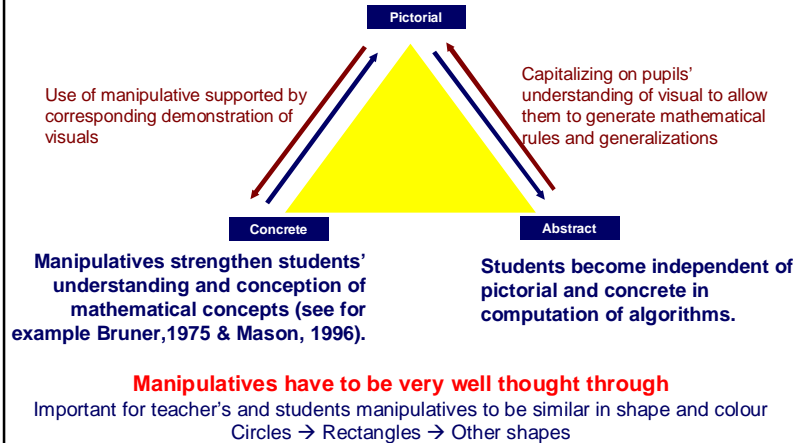 Pictorial
Use of manipulative supported by
corresponding demonstration of
visuals
Capitalizing on pupils’
understanding of visual to allow
them to generate mathematical
rules and generalizations
Concrete
Abstract
Manipulatives strengthen students’
understanding and conception of
mathematical concepts (see for
example Bruner,1975 & Mason, 1996).
Students become independent of
pictorial and concrete in
computation of algorithms.
Manipulatives have to be very well thought through
Important for teacher’s and students manipulatives to be similar in shape and colour
Circles → Rectangles → Other shapes